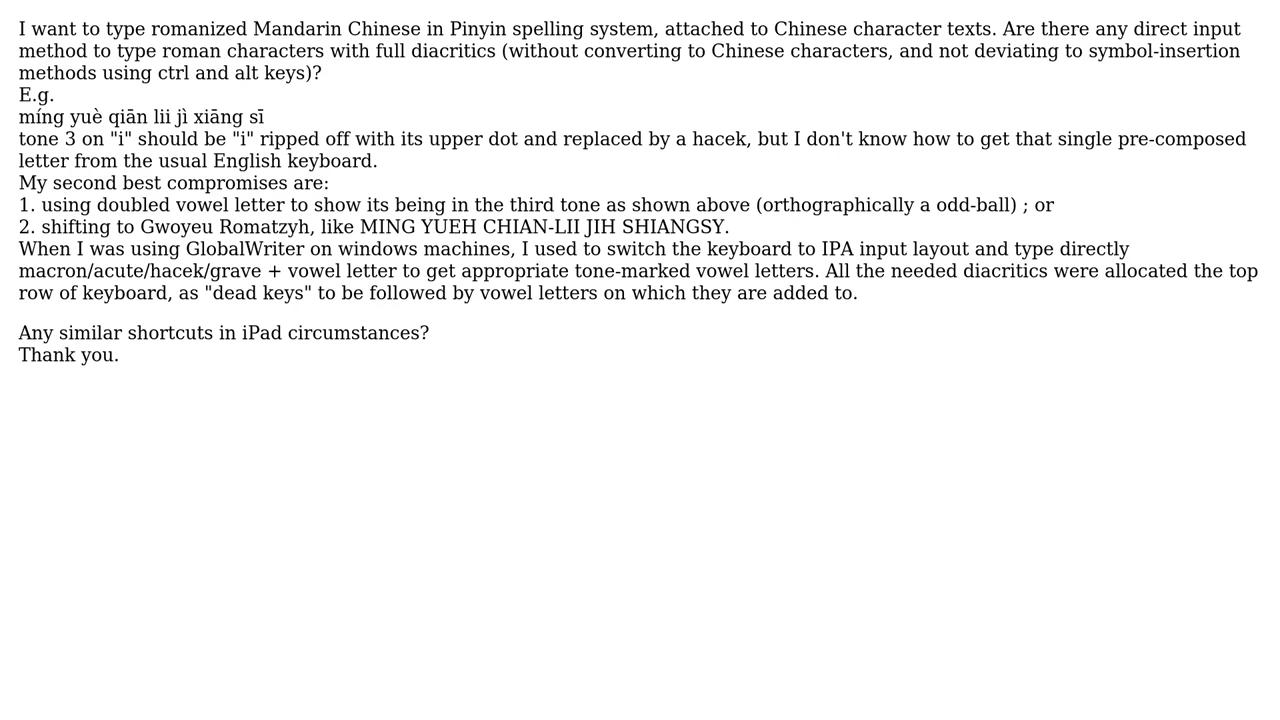 I want to type romanized Mandarin Chinese in Pinyin spelling system, attached to Chinese character texts. Are there any direct input
method to type roman characters with full diacritics (without converting to Chinese characters, and not deviating to symbol-insertion
methods using ctrl and alt keys)?
E.g.
míng yuè qiān lii jì xiāng sī
tone 3 on "i" should be "i" ripped off with its upper dot and replaced by a hacek, but I don't know how to get that single pre-composed
letter from the usual English keyboard.
My second best compromises are:
1. using doubled vowel letter to show its being in the third tone as shown above (orthographically a odd-ball) ; or
2. shifting to Gwoyeu Romatzyh, like MING YUEH CHIAN-LII JIH SHIANGSY.
When I was using GlobalWriter on windows machines, I used to switch the keyboard to IPA input layout and type directly
macron/acute/hacek/grave + vowel letter to get appropriate tone-marked vowel letters. All the needed diacritics were allocated the top
row of keyboard, as "dead keys" to be followed by vowel letters on which they are added to.
Any similar shortcuts in iPad circumstances?
Thank you.